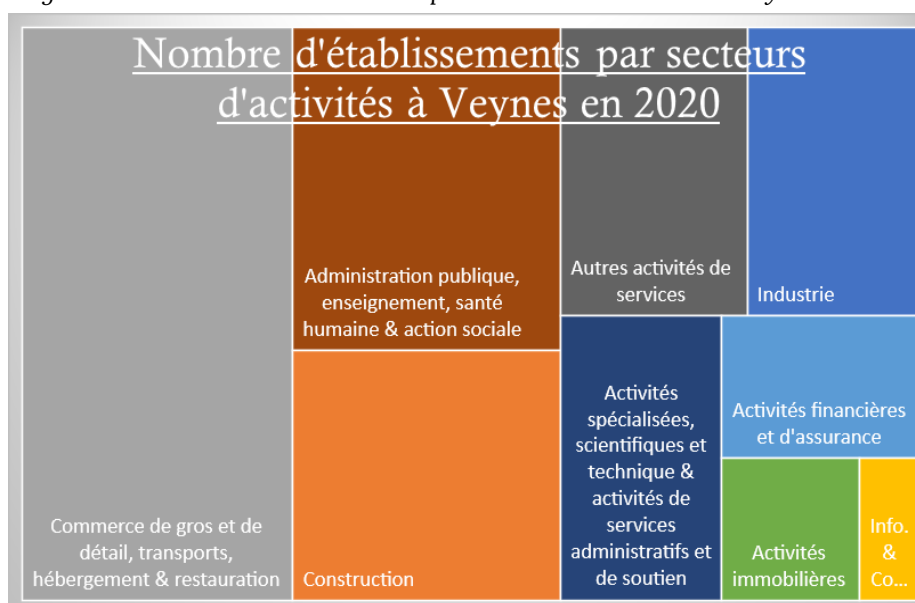 Nombre d'établissements par secteurs
d'activités à Veynes en 2020
Administration publique,
enseignement, santé
humaine & action sociale
Autres activités de
services
Industrie
Commerce de gros et de
détail, transports,
hébergement & restauration
Construction
Activités
spécialisées,
scientifiques et
technique &
activités de
services
administratifs et
de soutien
Activités financières
et d'assurance
Activités
immobilières
Info.
&
Co...